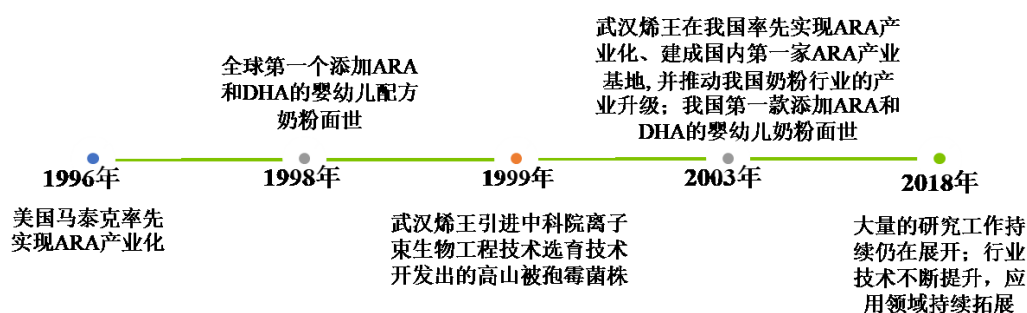 全球第一个添加ARA
和DHA的婴幼儿配方
奶粉面世
武汉烯王在我国率先实现ARA产
业化、建成国内第一家ARA产业
基地,并推动我国奶粉行业的产
业升级；我国第一款添加ARA和
DHA的婴幼儿奶粉面世
1996年
1998年
1999年
2003年
2018年
美国马泰克率先
实现ARA产业化
武汉烯王引进中科院离子
束生物工程技术选育技术
开发出的高山被孢霉菌株
大量的研究工作持
续仍在展开；行业
技术不断提升，应
用领域持续拓展